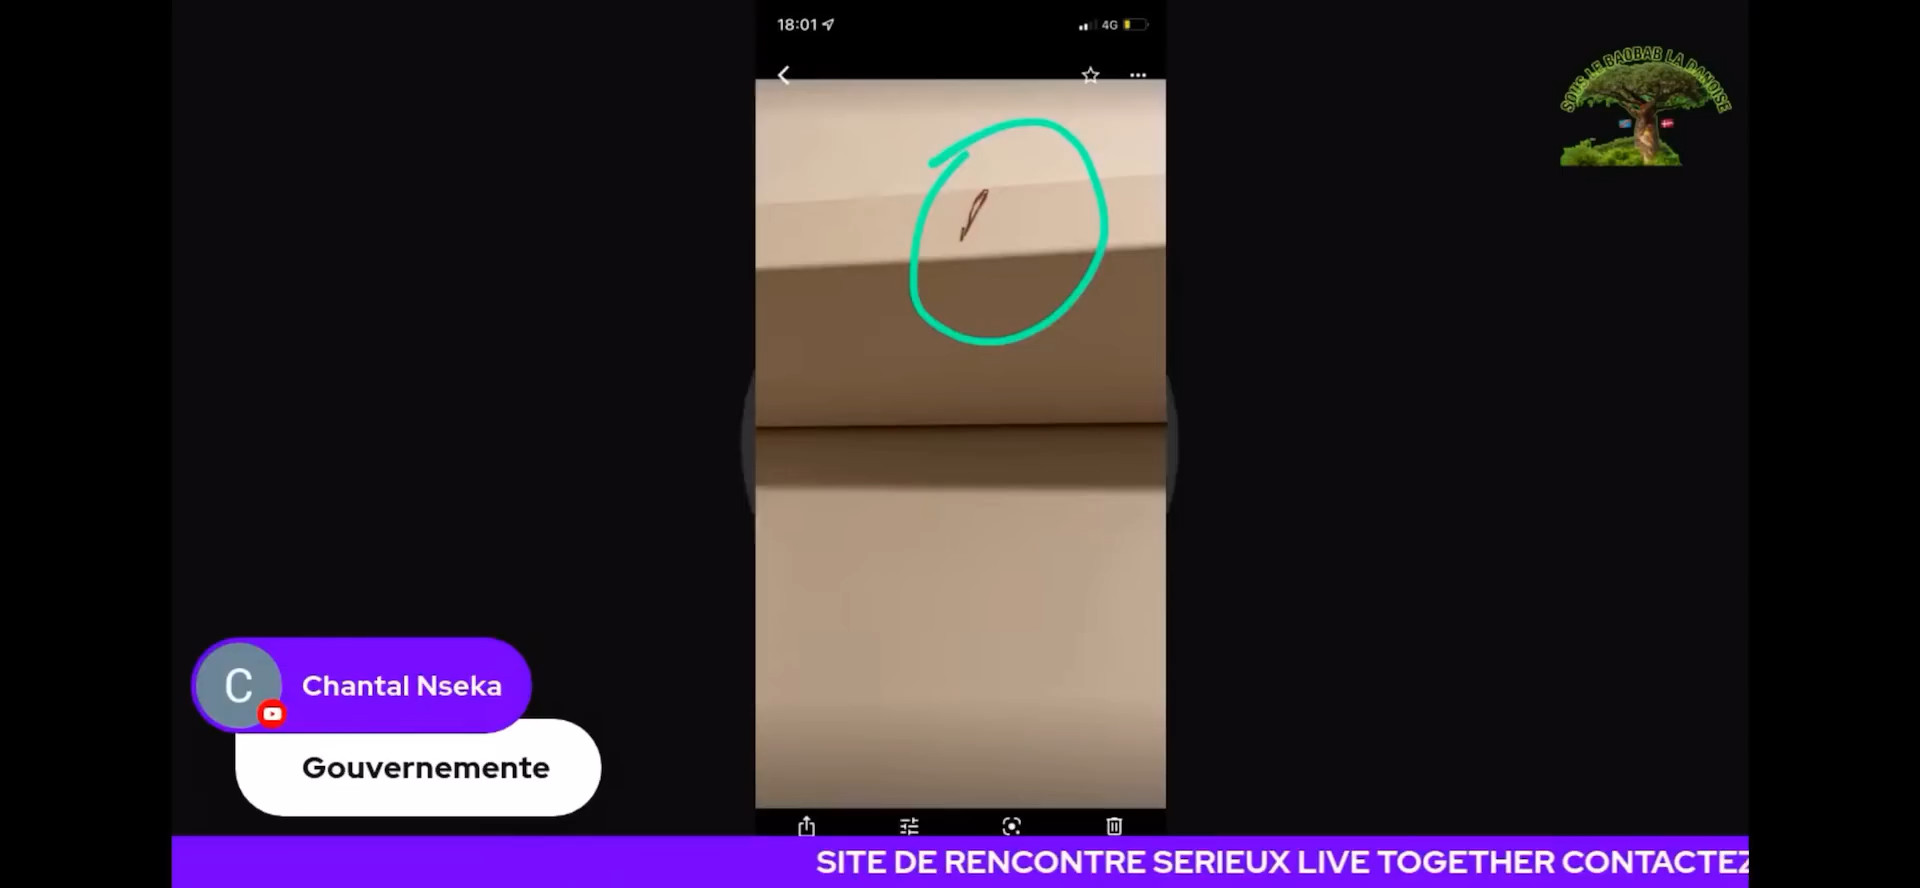 18:01
4G
SOUS LE BAOBAB LA DANOISE
C
Chantal Nseka
Gouvernemente
SITE DE RENCONTRE SERIEUX LIVE TOGETHER CONTACTEZ